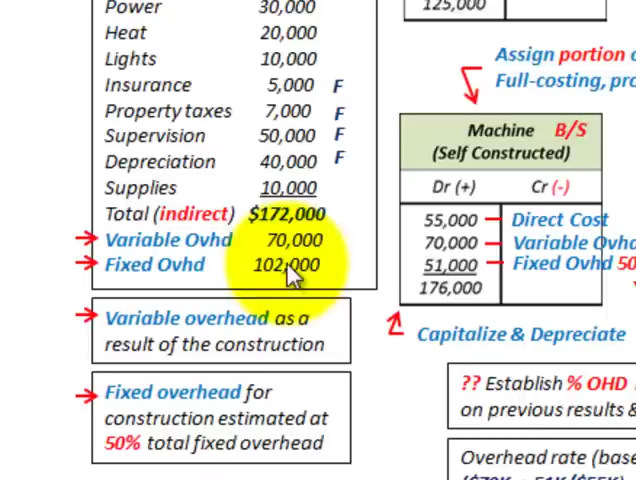 Power 30,000
Heat 20,000
Lights 10,000
Insurance 5,000 F
Property taxes 7,000 F
Supervision 50,000 F
Depreciation 40,000 F
Supplies 10,000
Total (indirect) $172,000
Variable Ovhd 70,000
Fixed Ovhd 102,000
Variable overhead as a
result of the construction
Fixed overhead for
construction estimated at
50% total fixed overhead
125,000
Assign portion
Full-costing,
Machine B/S
(Self Constructed)
Dr (+) Cr (-)
55,000 Direct Cost
70,000 Variable Ovhd
51,000 Fixed Ovhd 50
176,000
Capitalize & Depreciate
?? Establish % OHD
on previous results &
Overhead rate